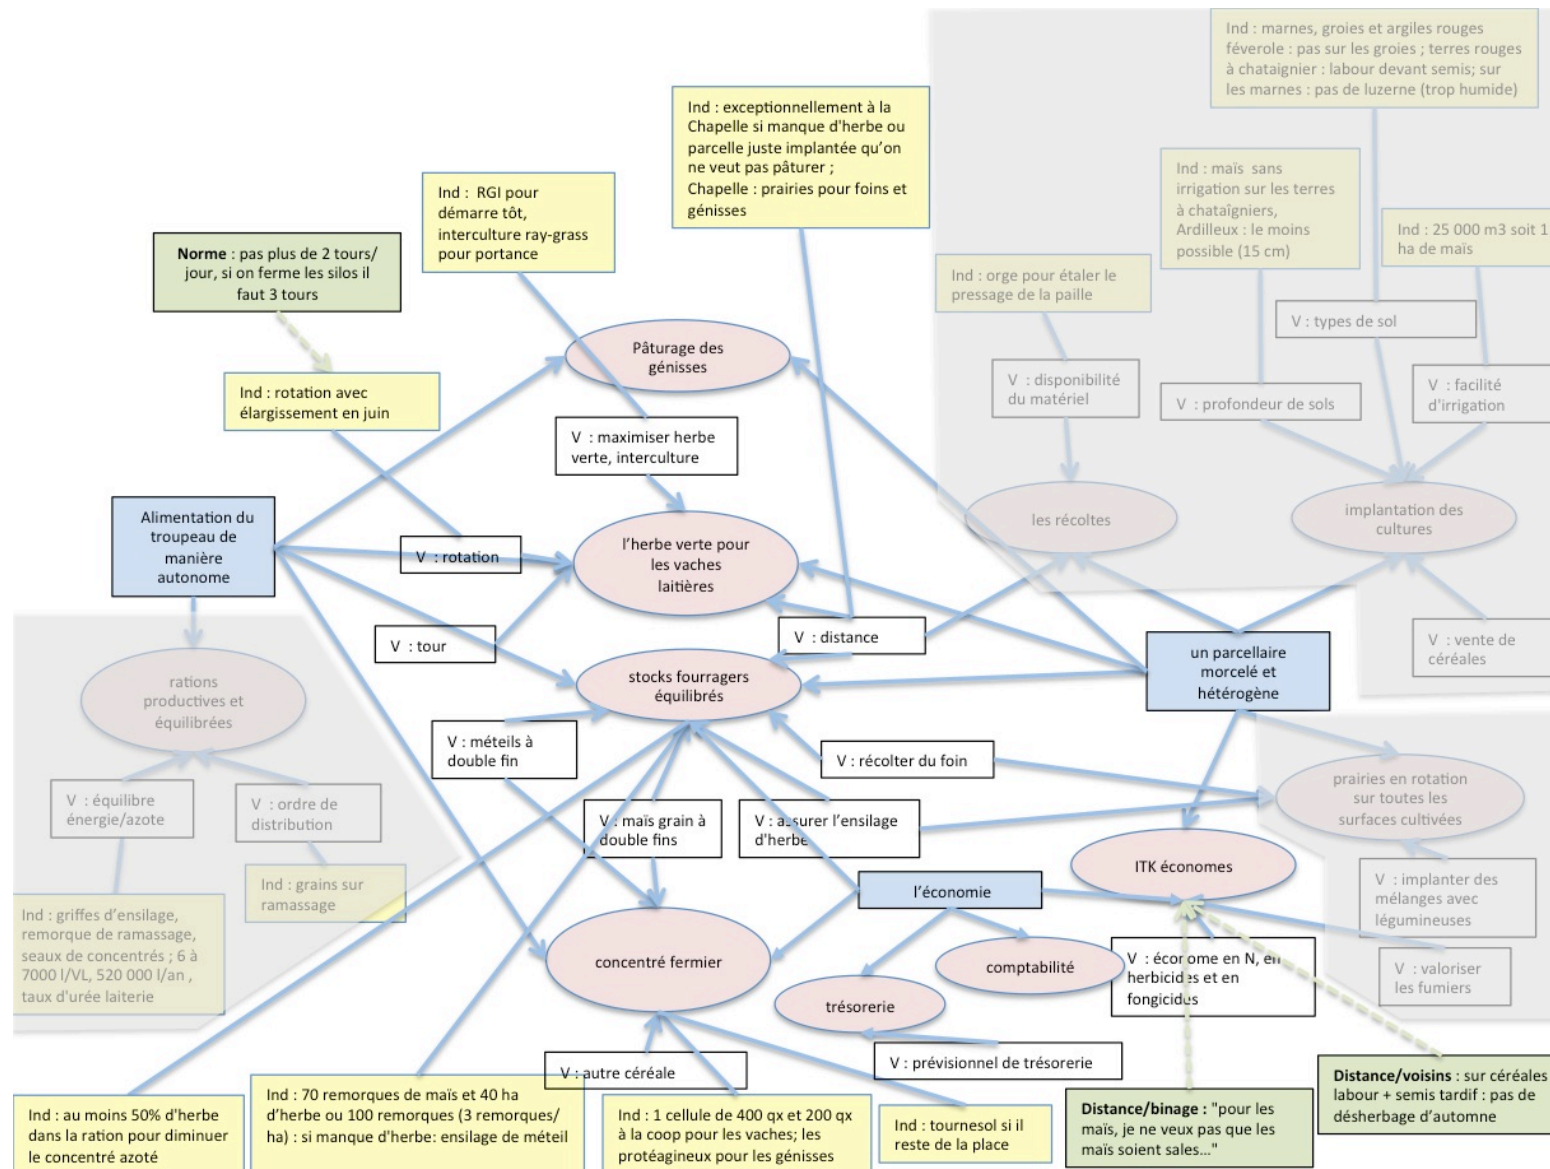 Ind : marnes, groies et argiles rouges
féverole : pas sur les groies ; terres rouges
à chataignier : labour devant semis; sur
les marnes : pas de luzerne (trop humide)
Ind : exceptionnellement à la
Chapelle si manque d'herbe ou
parcelle juste implantée qu'on
ne veut pas pâturer ;
Chapelle : prairies pour foins et
génisses
Ind : maïs sans
irrigation sur les terres
à chataîgniers,
Ardilleux : le moins
possible (15 cm)
Ind : RGI pour
démarre tôt,
interculture ray-grass
pour portance
Ind : 25 000 m3 soit 1
ha de maïs
Norme : pas plus de 2 tours/
jour, si on ferme les silos il
faut 3 tours
Ind : orge pour étaler le
pressage de la paille
V : types de sol
Pâturage des
génisses
Ind : rotation avec
élargissement en juin
V : disponibilité
du matériel
V : profondeur de sols
V : facilité
d'irrigation
V : maximiser herbe
verte, interculture
Alimentation du
troupeau de
manière
autonome
les récoltes
implantation des
cultures
V : rotation
l'herbe verte pour
les vaches
laitières
V : tour
V : distance
V : vente de
céréales
un parcellaire
morcelé et
hétérogène
rations
productives et
équilibrées
stocks fourragers
équilibrés
V : méteils à
double fin
V : récolter du foin
prairies en rotation
sur toutes les
surfaces cultivées
V : équilibre
énergie/azote
V : ordre de
distribution
V : maïs grain à
double fins
V : assurer l'ensilage
d'herbe
ITK économes
l'économie
Ind : grains sur
ramassage
V : implanter des
mélanges avec
légumineuses
Ind : griffes d'ensilage,
remorque de ramassage,
seaux de concentrés ; 6 à
7000 l/VL, 520 000 l/an ,
taux d'urée laiterie
concentré fermier
comptabilité
V : économe en N, en
herbicides et en
fongicides
V : valoriser
les fumiers
trésorerie
V : autre céréale
V : prévisionnel de trésorerie
Ind : au moins 50% d'herbe
dans la ration pour diminuer
le concentré azoté
Ind : 70 remorques de maïs et 40 ha
d'herbe ou 100 remorques (3 remorques/
ha) : si manque d'herbe: ensilage de méteil
Ind : 1 cellule de 400 qx et 200 qx
à la coop pour les vaches; les
protéagineux pour les génisses
Ind : tournesol si il
reste de la place
Distance/binage : "pour les
maïs, je ne veux pas que les
maïs soient sales..."
Distance/voisins : sur céréales
labour + semis tardif : pas de
désherbage d'automne